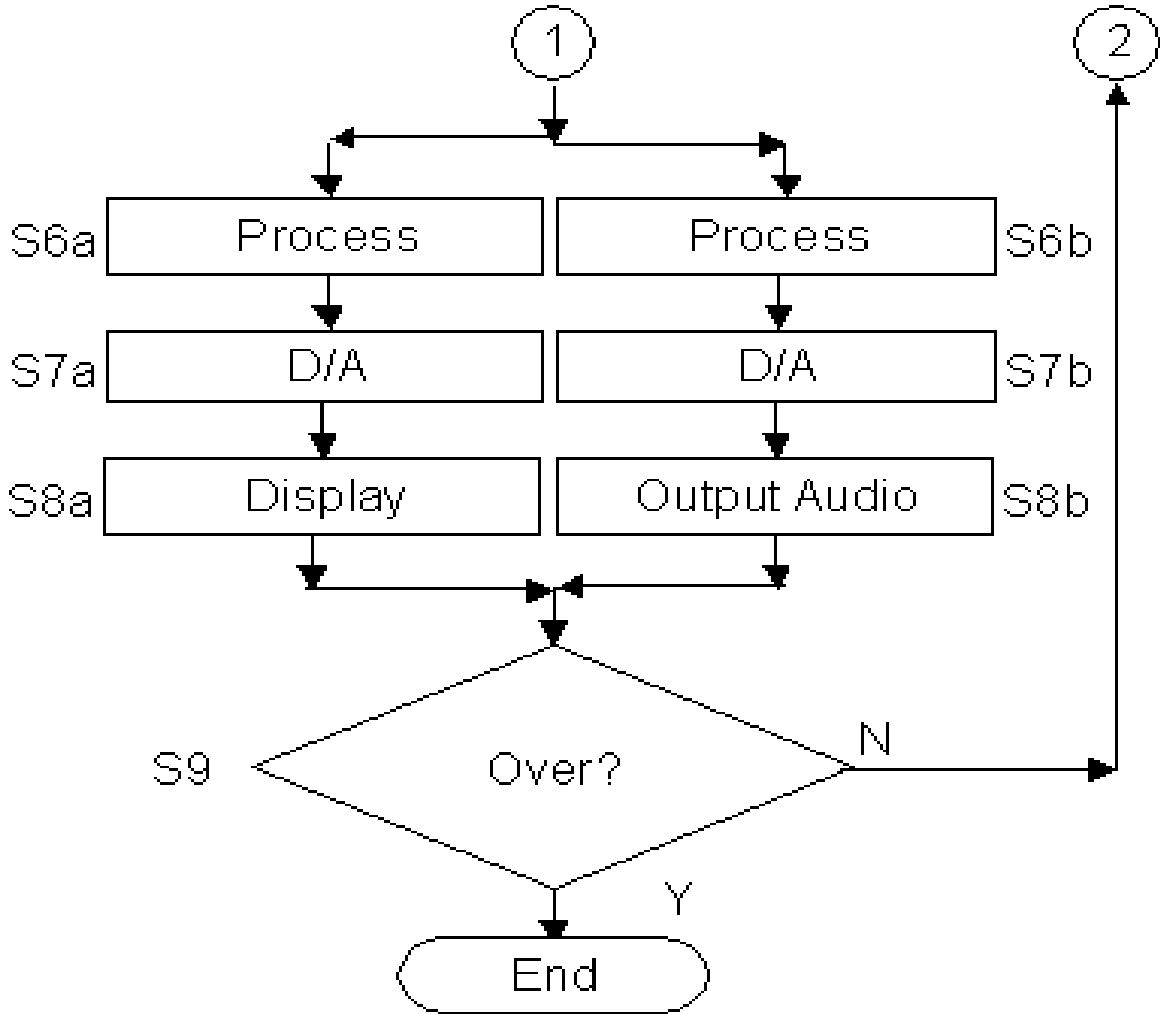 1
2
S6a
Process
Process
S6b
S7a
D/A
D/A
S7b
S8a
Display
Output Audio
S8b
S9
Over?
N
Y
End